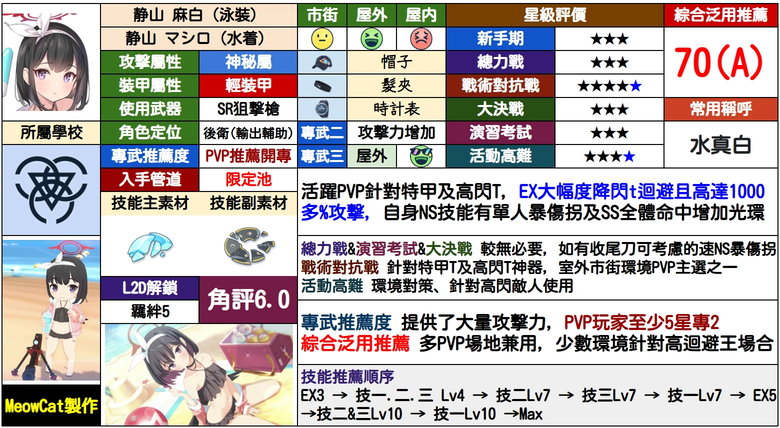 静山 麻白（泳裝）
静山 マシロ（水着）
攻擊屬性 神秘屬
裝甲屬性 輕裝甲
使用武器 SR狙擊槍
所屬學校 角色定位 後衛(輸出輔助)
專武推薦度 PVP推薦開專
入手管道 限定池
技能主素材 技能副素材
L2D解鎖
羈絆5
角評6.0
MeowCat製作
市街 屋外 屋內
帽子
髮夾
時計表
專武二 攻擊力增加
專武三 屋外
星級評價
新手期 ★★★
總力戰 ★★★
戰術對抗戰 ★★★★★
大決戰 ★★★
演習考試 ★★★
活動高難 ★★★★
綜合泛用推薦
70(A)
常用稱呼
水真白
活躍PVP針對特甲及高閃T, EX大幅度降閃t迴避且高達1000
多%攻擊, 自身NS技能有單人暴傷拐及SS全體命中增加光環
總力戰&演習考試&大決戰 較無必要, 如有收尾刀可考慮的速NS暴傷拐
戰術對抗戰 針對特甲T及高閃T神器, 室外市街環境PVP主選之一
活動高難 環境對策、針對高閃敵人使用
專武推薦度 提供了大量攻擊力, PVP玩家至少5星專2
綜合泛用推薦 多PVP場地兼用, 少數環境針對高迴避王場合
技能推薦順序
EX3 → 技一.二.三 Lv4 → 技二Lv7 → 技三Lv7 → 技一Lv7 → EX5
→技二&三Lv10 → 技一Lv10 →Max